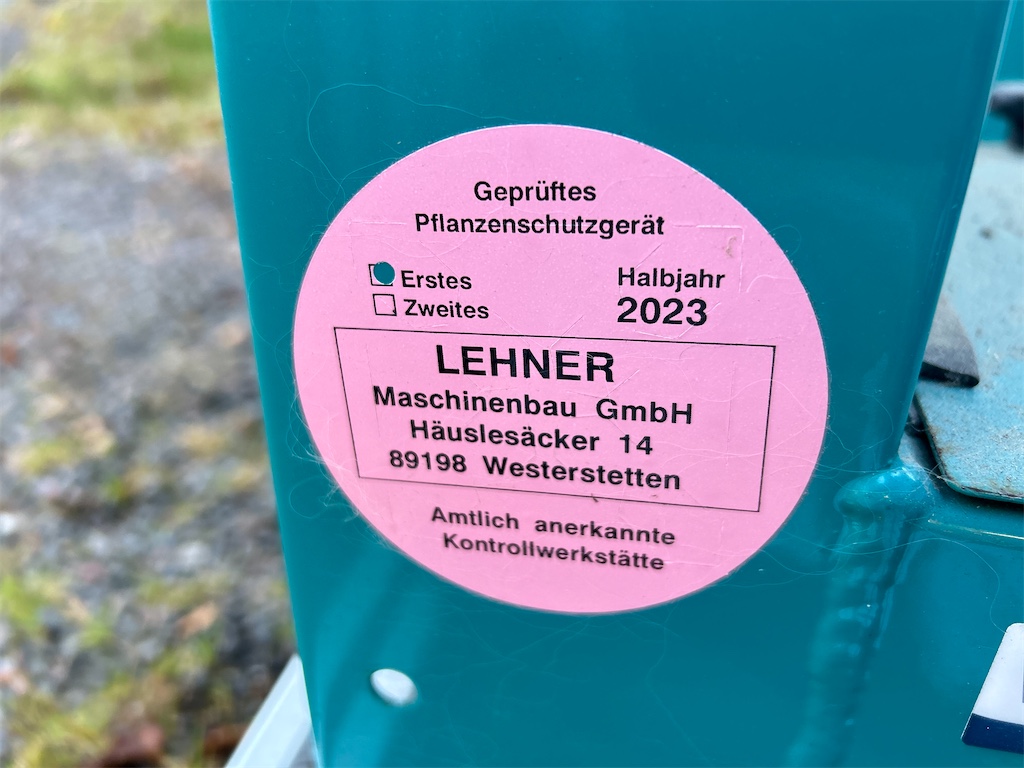 Geprüftes
Pflanzenschutzgerät
Erstes
Halbjahr
Zweites
2023
LEHNER
Maschinenbau GmbH
Häuslesäcker 14
89198 Westerstetten
Amtlich anerkannte
Kontrollwerkstätte